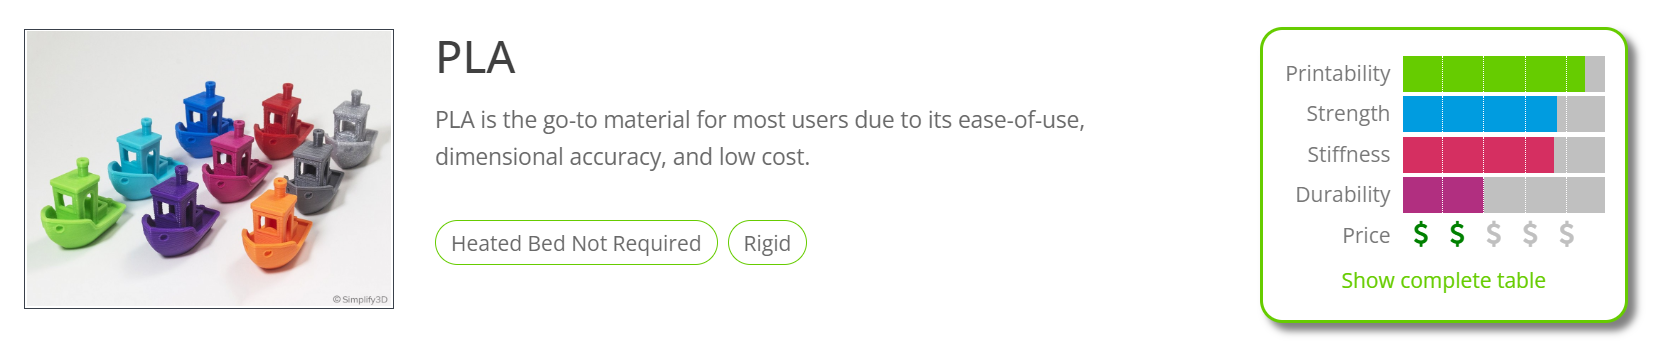 PLA
PLA is the go-to material for most users due to its ease-of-use,
dimensional accuracy, and low cost.
Heated Bed Not Required
Rigid
© Simplify3D
Printability
Strength
Stiffness
Durability
Price $ $ $ $ $
Show complete table